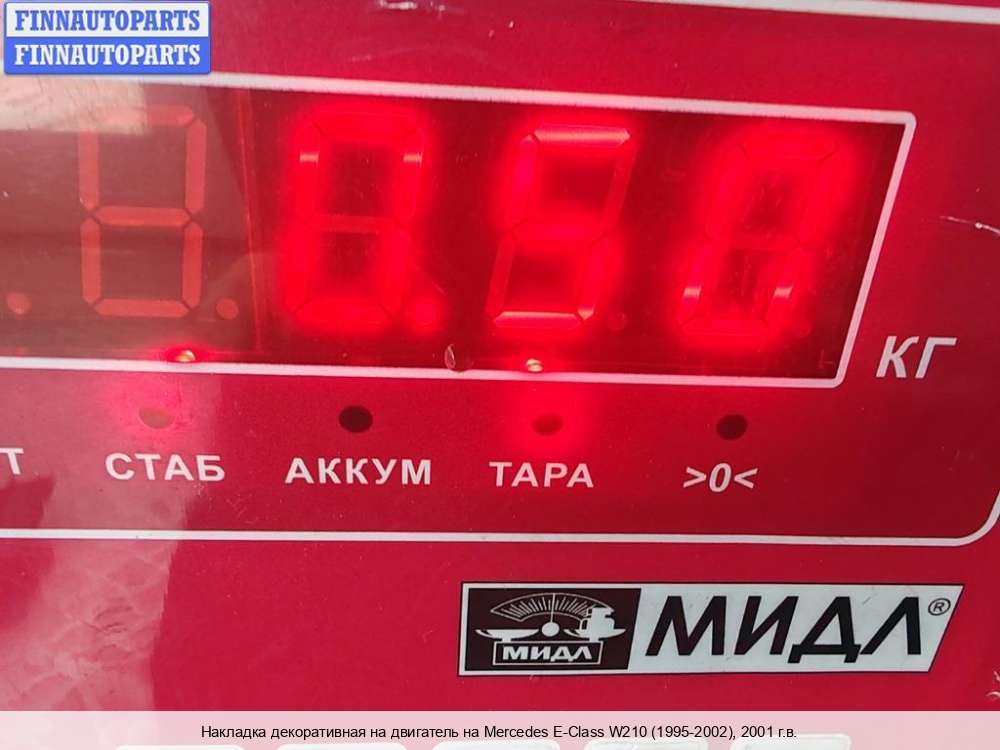 FINNAUTOPARTS
FINNAUTOPARTS
КГ
Т СТАБ АККУМ ТАРА >0<
МИДЛ МИДЛ®
Накладка декоративная на двигатель на Mercedes E-Class W210 (1995-2002), 2001 г.в.